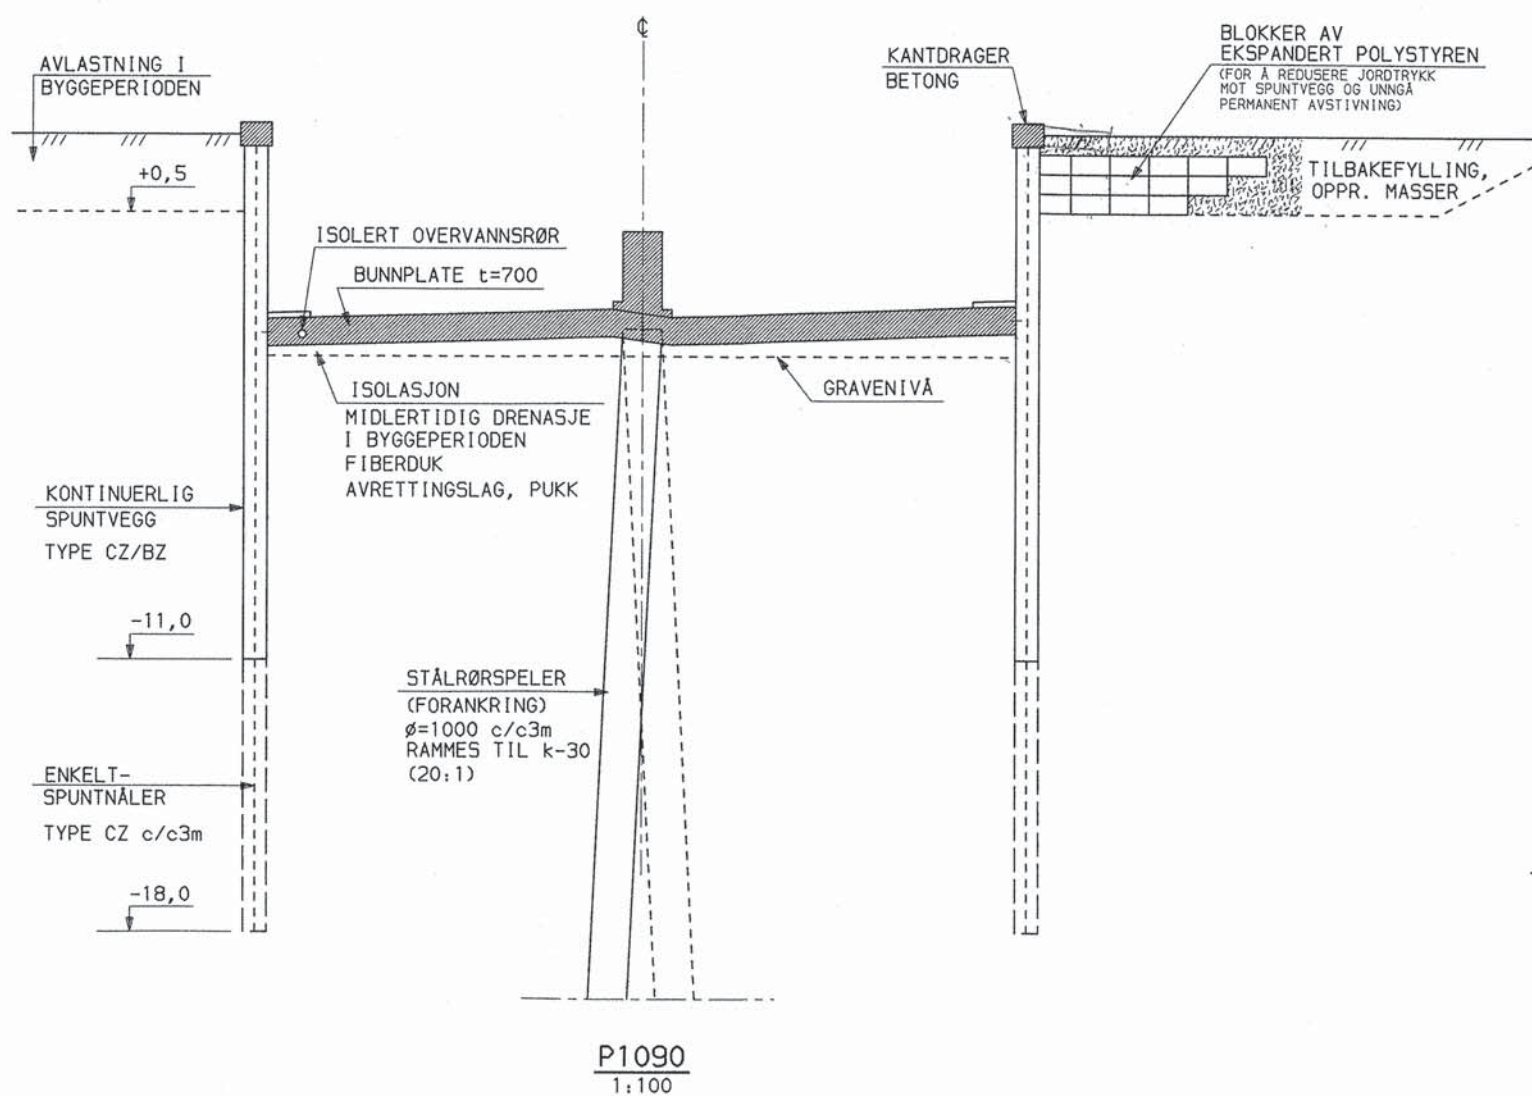 AVLASTNING I
BYGGEPERIODEN
+0,5
℄
KANTDRAGER
BETONG
BLOKKER AV
EKSPANDERT POLYSTYREN
(FOR Å REDUSERE JORDTRYKK
MOT SPUNTVEGG OG UNNGÅ
PERMANENT AVSTIVNING)
TILBAKEFYLLING,
OPPR. MASSER
ISOLERT OVERVANNSRØR
BUNNPLATE t=700
ISOLASJON
MIDLERTIDIG DRENASJE
I BYGGEPERIODEN
FIBERDUK
AVRETTINGSLAG, PUKK
GRAVENIVÅ
KONTINUERLIG
SPUNTVEGG
TYPE CZ/BZ
-11,0
STÅLRØRSPELER
(FORANKRING)
ø=1000 c/c3m
RAMMES TIL k-30
(20:1)
ENKELT-
SPUNTNÅLER
TYPE CZ c/c3m
-18,0
P1090
1:100